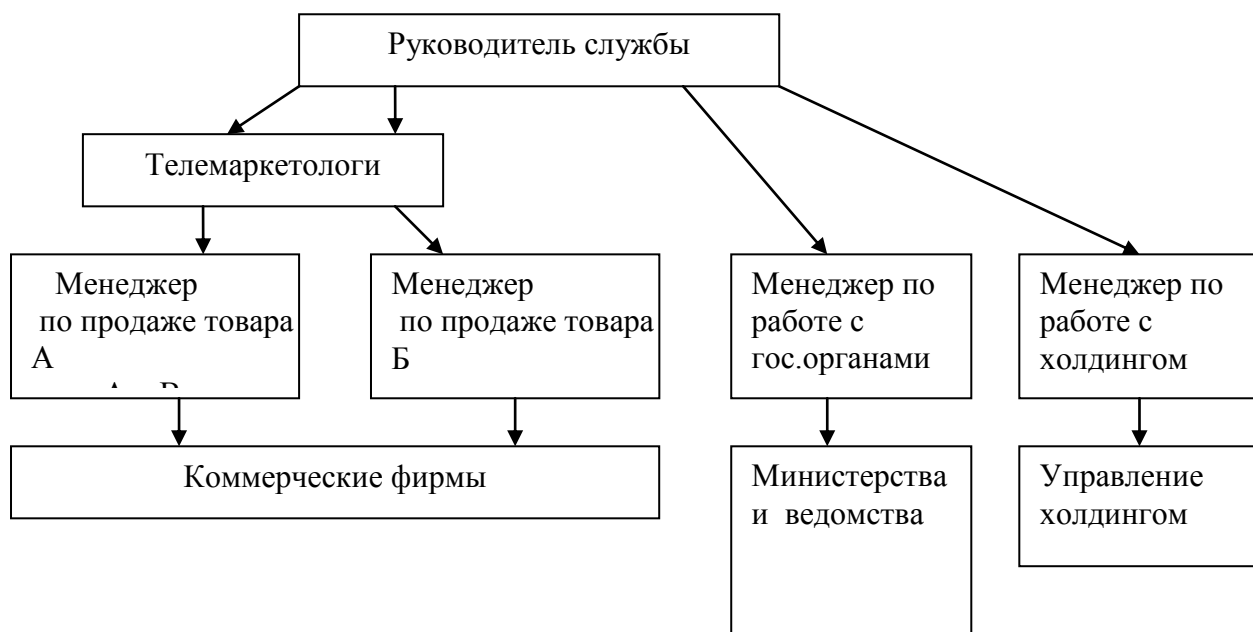 Руководитель службы
Телемаркетологи
Менеджер
по продаже товара
А
Менеджер
по продаже товара
Б
Менеджер по
работе с
гос.органами
Менеджер по
работе с
холдингом
Коммерческие фирмы
Министерства
и ведомства
Управление
холдингом